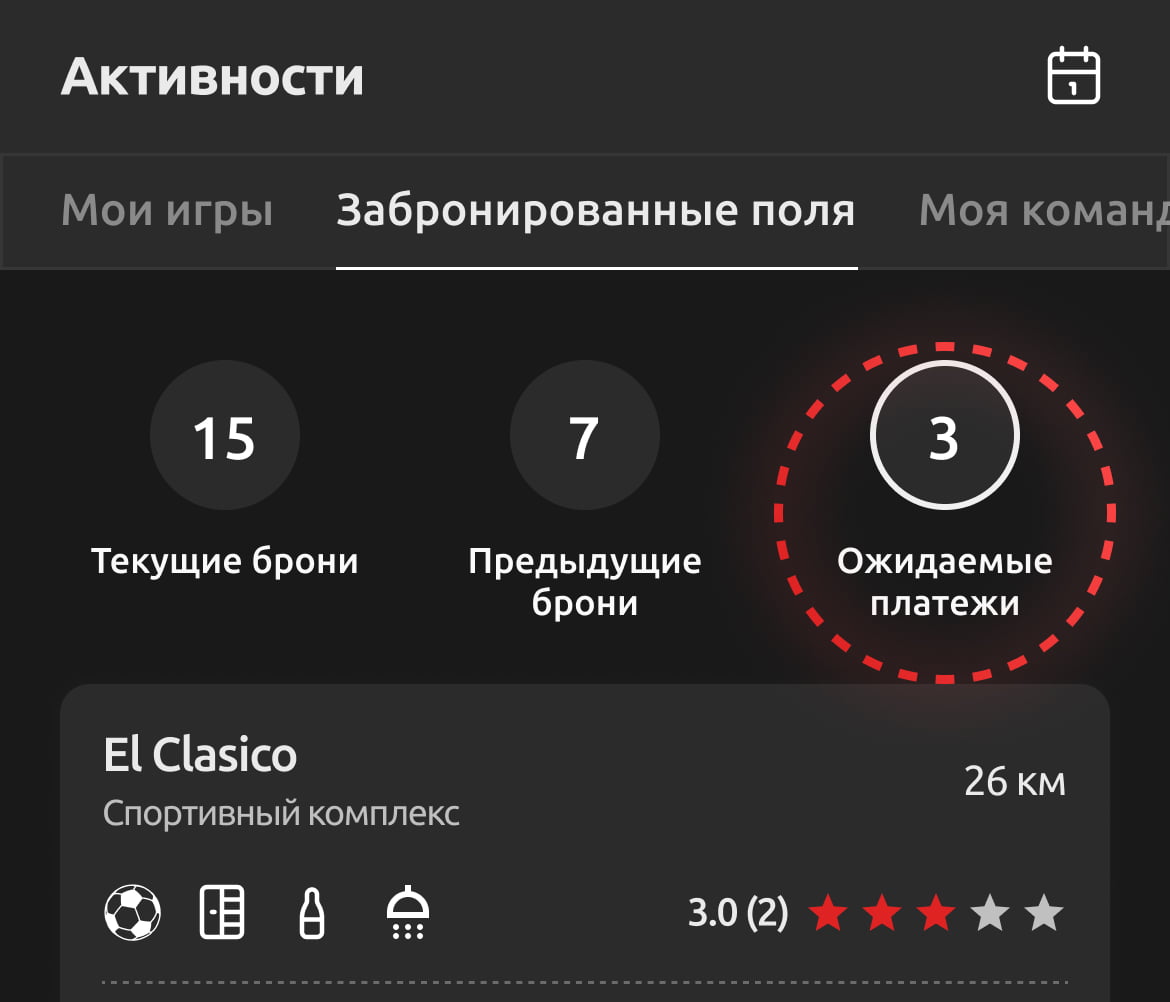 Активности
1
Мои игры Забронированные поля Моя команд
15 7 3
Текущие брони Предыдущие брони Ожидаемые платежи
El Clasico
26 км
Спортивный комплекс
3.0 (2)